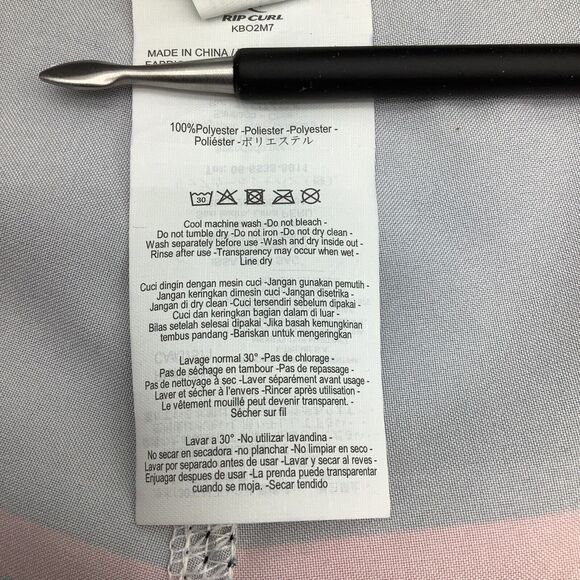 RIP CURL
KBO2M7
MADE IN CHINA /
FABRIC
100%Polyester -Poliester -Polyester -
Poliéster -ポリエステル
30
Cool machine wash -Do not bleach -
Do not tumble dry -Do not iron -Do not dry clean -
Wash separately before use -Wash and dry inside out -
Rinse after use -Transparency may occur when wet -
Line dry
Cuci dingin dengan mesin cuci -Jangan gunakan pemutih -
Jangan keringkan dimesin cuci -Jangan disetrika -
Jangan di dry clean -Cuci tersendiri sebelum dipakai -
Cuci dan keringkan bagian dalam di luar -
Bilas setelah selesai dipakai -Jika basah kemungkinan
tembus pandang -Bariskan untuk mengeringkan
Lavage normal 30° -Pas de chlorage -
Pas de séchage en tambour -Pas de repassage -
Pas de nettoyage à sec -Laver séparément avant usage -
Laver et sécher à l'envers -Rincer après utilisation -
Le vêtement mouillé peut devenir transparent. -
Sécher sur fil
Lavar a 30° -No utilizar lavandina -
No secar en secadora -no planchar -No limpiar en seco -
Lavar por separado antes de usar -Lavar y secar al reves -
Enjuagar despues de usar -La prenda puede transparentar
cuando se moja. -Secar tendido